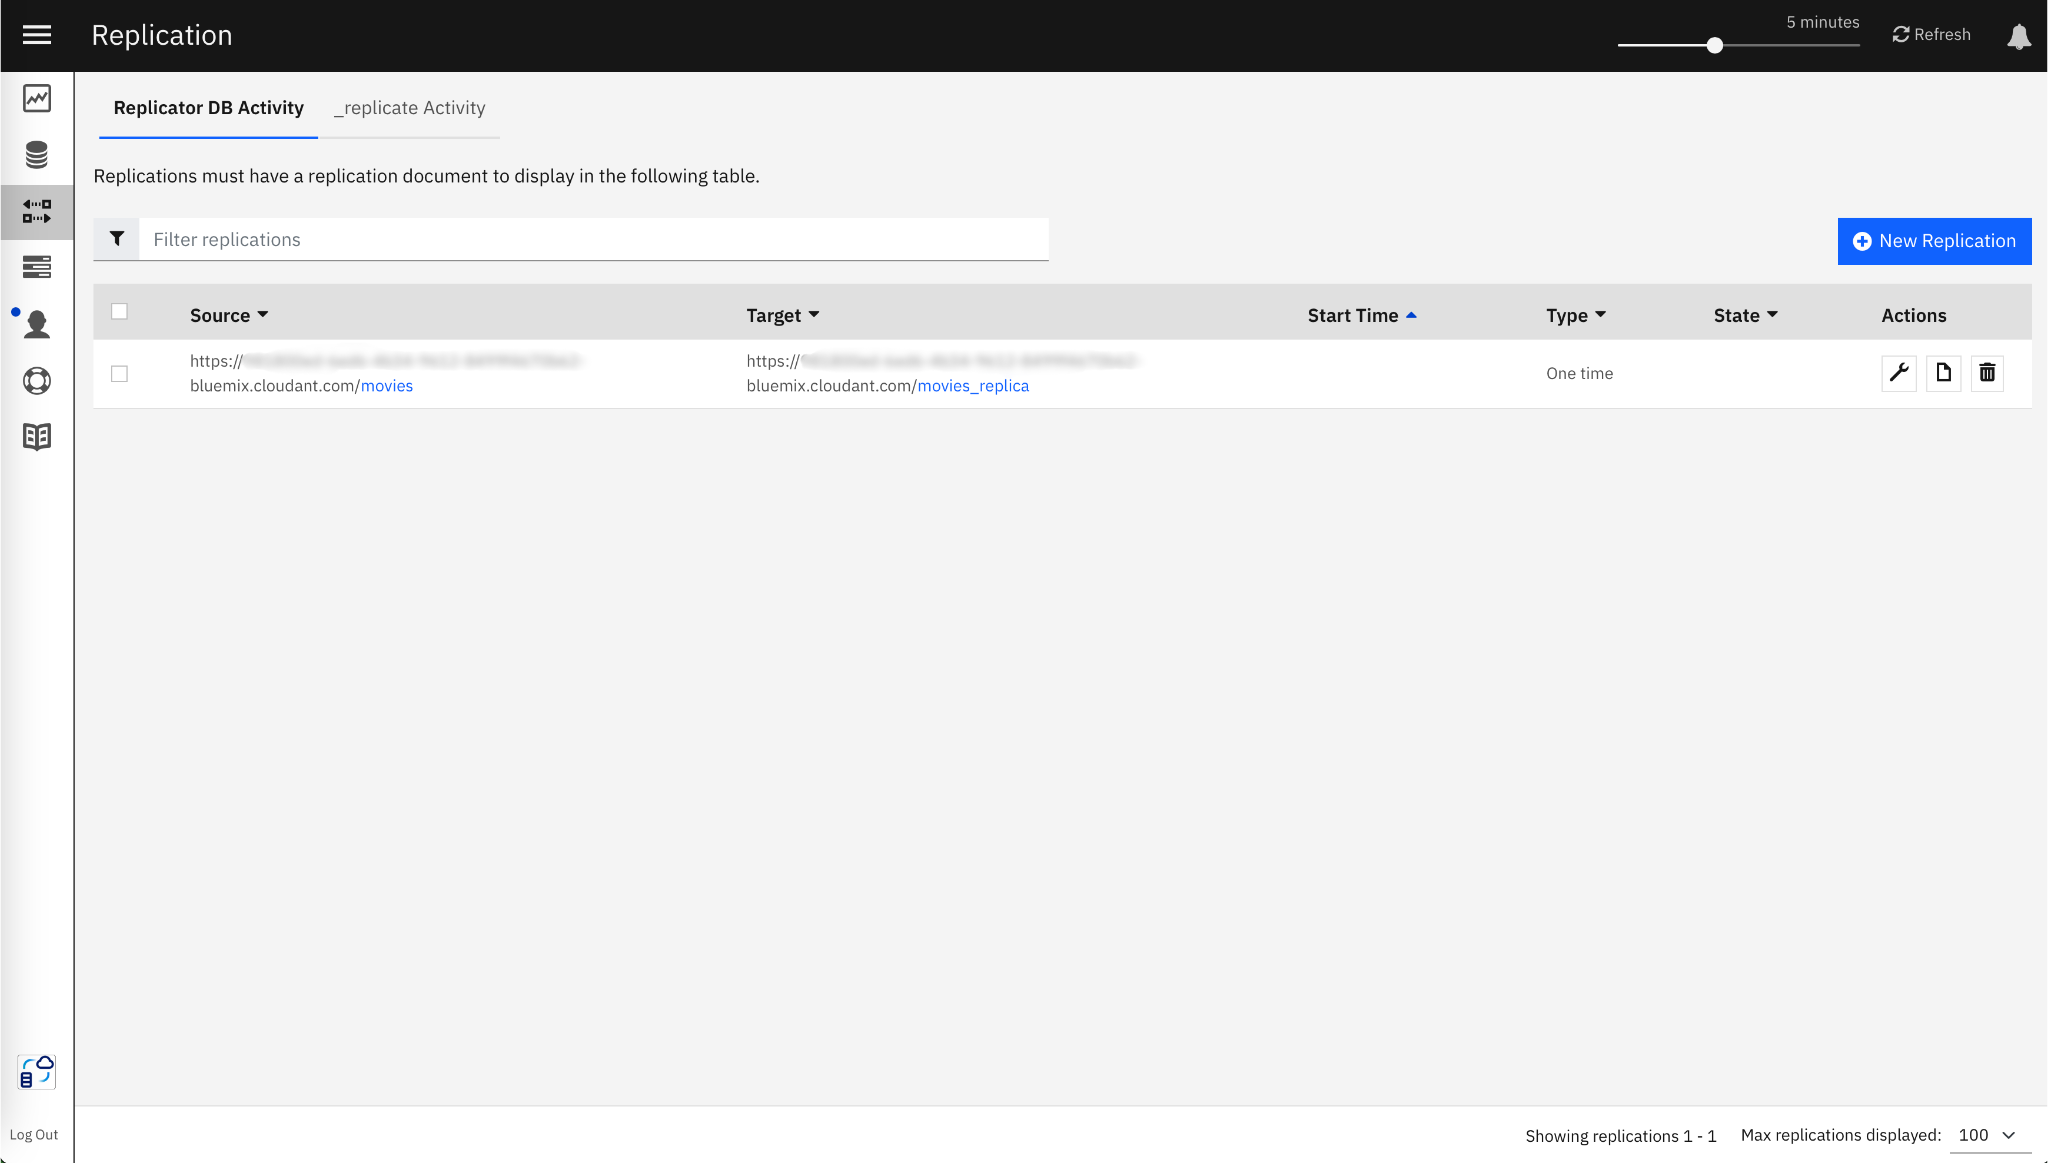 Replication
5 minutes
Refresh
Replicator DB Activity
_replicate Activity
Replications must have a replication document to display in the following table.
Filter replications
New Replication
Source
Target
Start Time
Type
State
Actions
https://
bluemix.cloudant.com/movies
https://
bluemix.cloudant.com/movies_replica
One time
Log Out
Showing replications 1 - 1
Max replications displayed:
100